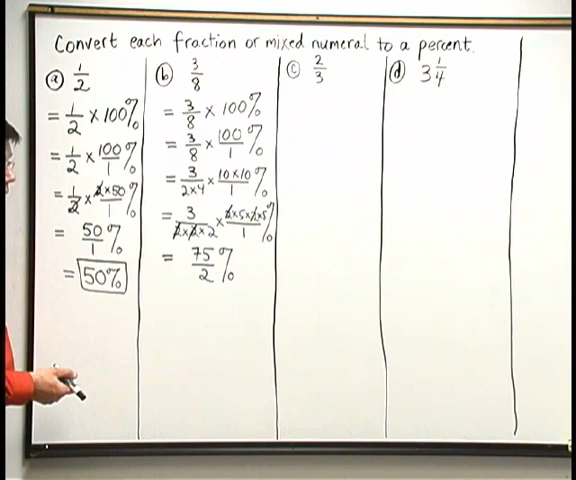 Convert each fraction or mixed numeral to a percent.
ⓐ 1/2
= 1/2 × 100%
= 1/2 × 100/1 %
= 1/2 × 2×50/1 %
= 50/1 %
= 50%
ⓑ 3/8
= 3/8 × 100%
= 3/8 × 100/1 %
= 3/2×4 × 10×10/1 %
= 3/2×2×2 × 2×5×2×5/1 %
= 75/2 %
ⓒ 2/3
ⓓ 3 1/4